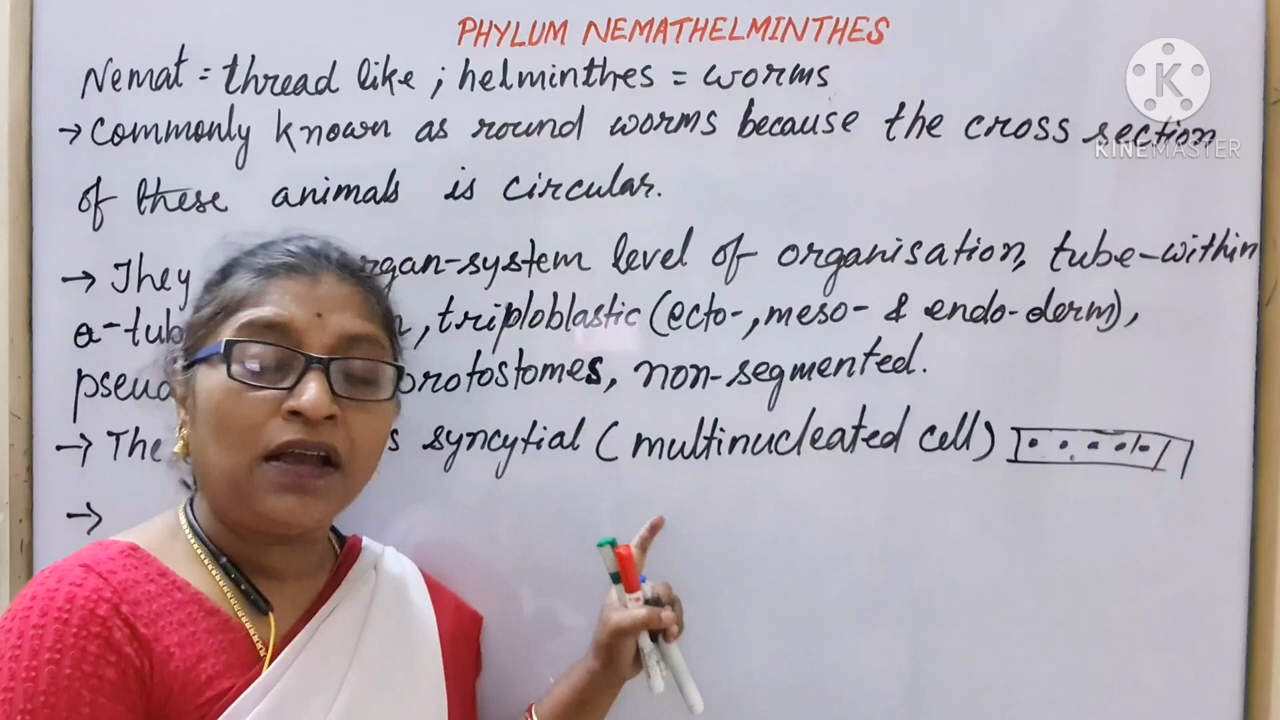 PHYLUM NEMATHELMINTHES
Nemat = thread like ; helminthes = worms
→ Commonly known as round worms because the cross section
of these animals is circular.
→ They organ-system level of organisation, tube-within
a-tub , triploblastic (ecto-, meso- & endo-derm),
pseud protostomes, non-segmented.
→ The syncytial (multinucleated cell)
→
K
KINEMASTER